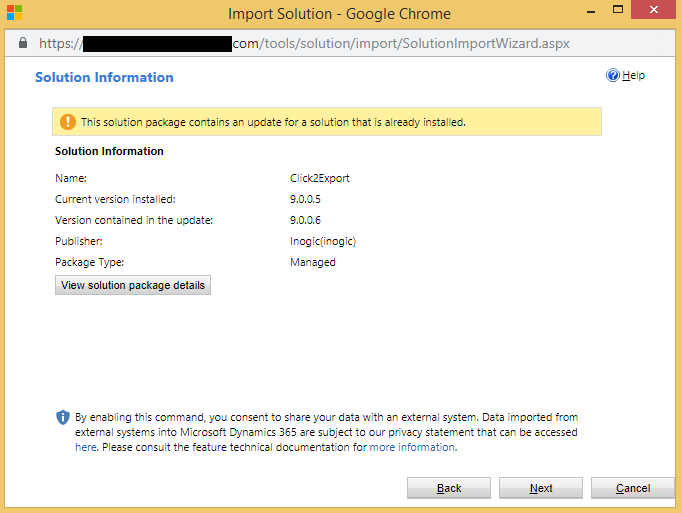 Import Solution - Google Chrome
https://
com/tools/solution/import/SolutionImportWizard.aspx
Solution Information
Help
This solution package contains an update for a solution that is already installed.
Solution Information
Name: Click2Export
Current version installed: 9.0.0.5
Version contained in the update: 9.0.0.6
Publisher: Inogic(inogic)
Package Type: Managed
View solution package details
By enabling this command, you consent to share your data with an external system. Data imported from
external systems into Microsoft Dynamics 365 are subject to our privacy statement that can be accessed
here. Please consult the feature technical documentation for more information.
Back Next Cancel